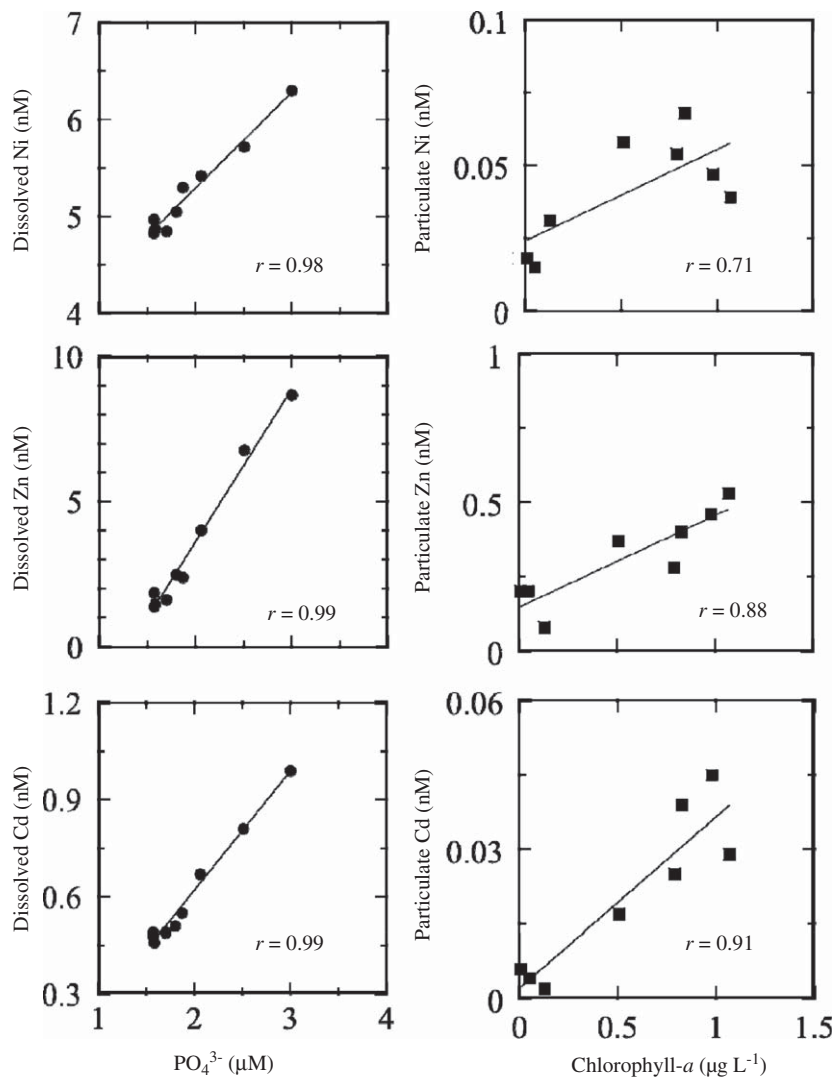 7
6
5
4
Dissolved Ni (nM)
r = 0.98
0.1
0.05
0
Particulate Ni (nM)
r = 0.71
10
5
0
Dissolved Zn (nM)
r = 0.99
1
0.5
0
Particulate Zn (nM)
r = 0.88
1.2
0.9
0.6
0.3
Dissolved Cd (nM)
r = 0.99
1 2 3 4
PO₄³⁻ (µM)
0.06
0.03
0
Particulate Cd (nM)
r = 0.91
0 0.5 1 1.5
Chlorophyll-a (µg L⁻¹)